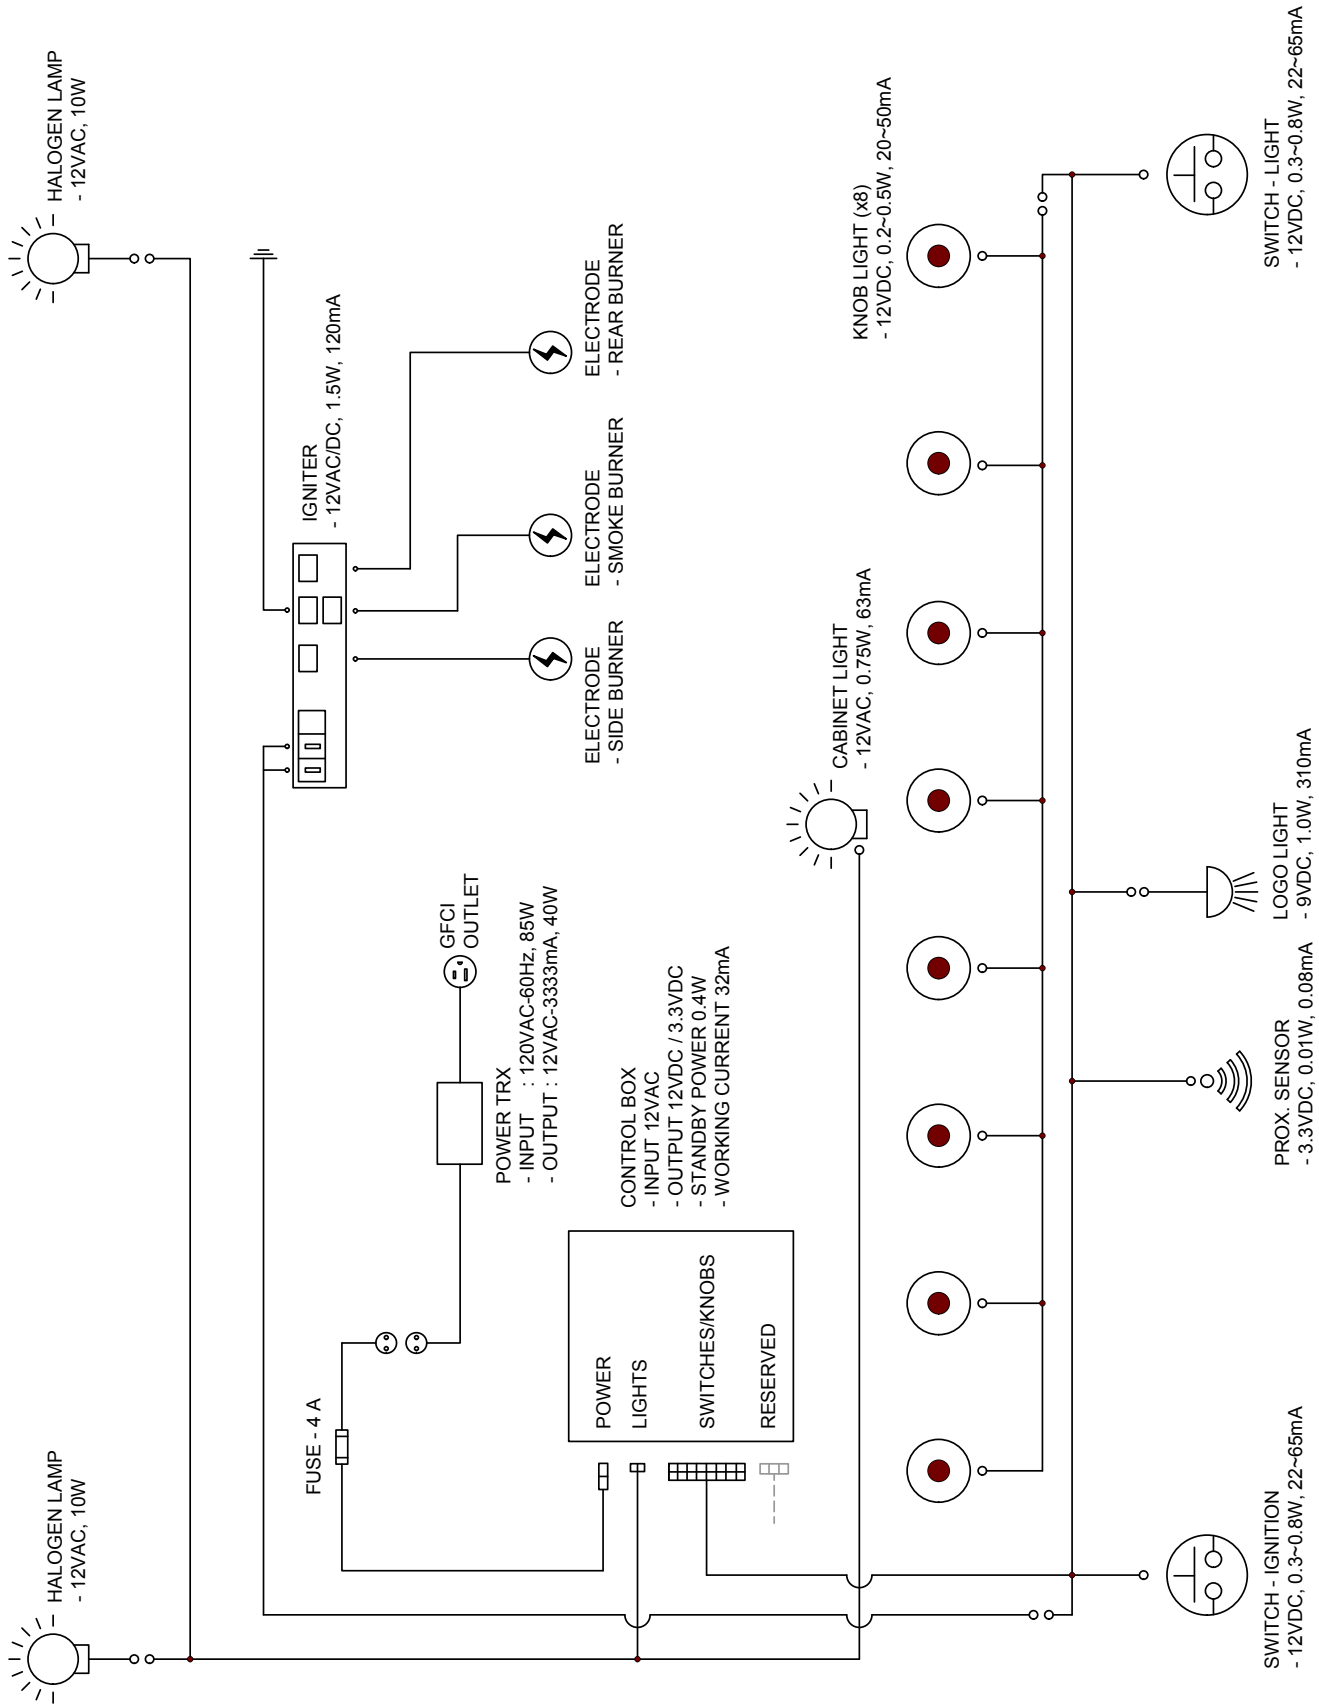 HALOGEN LAMP
- 12VAC, 10W
HALOGEN LAMP
- 12VAC, 10W
FUSE - 4 A
IGNITER
- 12VAC/DC, 1.5W, 120mA
GFCI
OUTLET
POWER TRX
- INPUT : 120VAC-60Hz, 85W
- OUTPUT : 12VAC-3333mA, 40W
ELECTRODE
- SIDE BURNER
ELECTRODE
- SMOKE BURNER
ELECTRODE
- REAR BURNER
CONTROL BOX
- INPUT 12VAC
- OUTPUT 12VDC / 3.3VDC
- STANDBY POWER 0.4W
- WORKING CURRENT 32mA
POWER
LIGHTS
SWITCHES/KNOBS
RESERVED
CABINET LIGHT
- 12VAC, 0.75W, 63mA
KNOB LIGHT (x8)
- 12VDC, 0.2~0.5W, 20~50mA
SWITCH - IGNITION
- 12VDC, 0.3~0.8W, 22~65mA
PROX. SENSOR
- 3.3VDC, 0.01W, 0.08mA
LOGO LIGHT
- 9VDC, 1.0W, 310mA
SWITCH - LIGHT
- 12VDC, 0.3~0.8W, 22~65mA